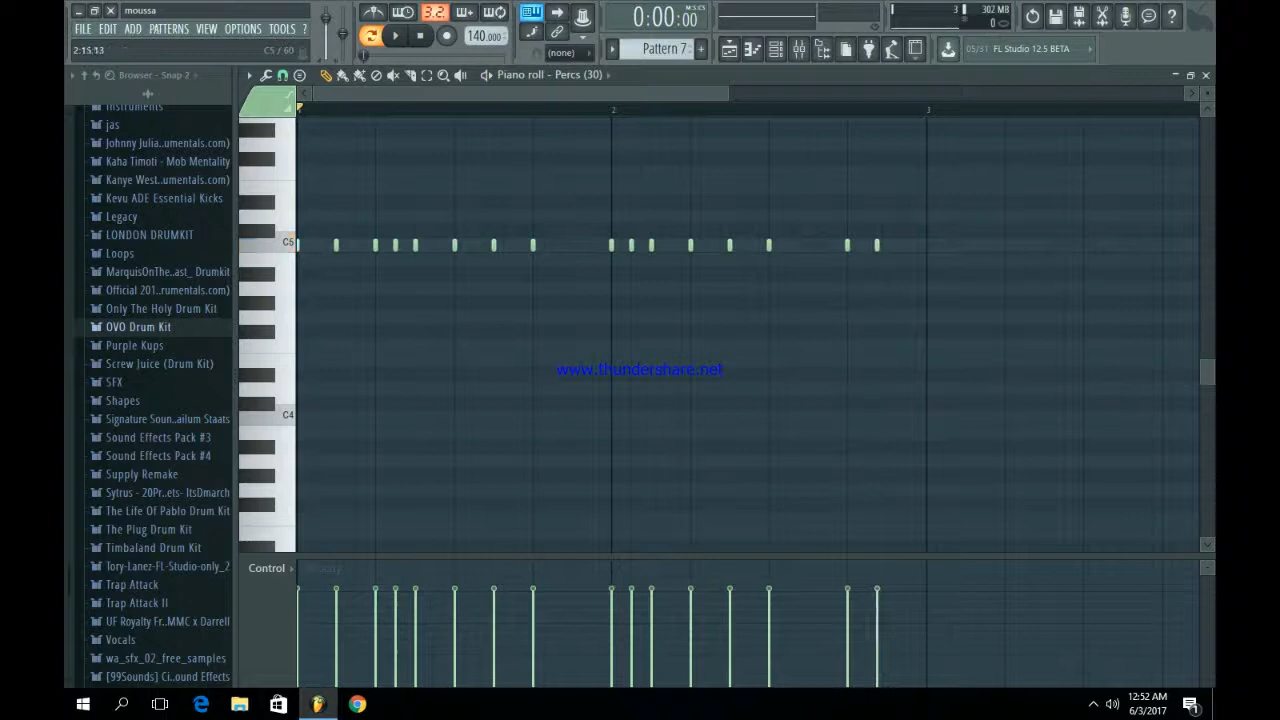 moussa
FILE EDIT ADD PATTERNS VIEW OPTIONS TOOLS ?
2:15:13 C5 / 60
3.2
140.000
0:00:00
M:S:CS
3
302 MB
0
(none)
Pattern 7
05/31 FL Studio 12.5 BETA
Browser - Snap 2
Piano roll - Percs (30)
Instruments
jas
Johnny Julia..umentals.com)
Kaha Timoti - Mob Mentality
Kanye West..umentals.com)
Kevu ADE Essential Kicks
Legacy
LONDON DRUMKIT
Loops
MarquisOnThe..ast_ Drumkit
Official 201..rumentals.com)
Only The Holy Drum Kit
OVO Drum Kit
Purple Kups
Screw Juice (Drum Kit)
SFX
Shapes
Signature Soun..ailum Staats
Sound Effects Pack #3
Sound Effects Pack #4
Supply Remake
Sytrus - 20Pr..ets- ItsDmarch
The Life Of Pablo Drum Kit
The Plug Drum Kit
Timbaland Drum Kit
Tory-Lanez-FL-Studio-only_2
Trap Attack
Trap Attack II
UF Royalty Fr..MMC x Darrell
Vocals
wa_sfx_02_free_samples
[99Sounds] Ci..ound Effects
2
3
C5
C4
www.thundershare.net
Control
12:52 AM
6/3/2017
1